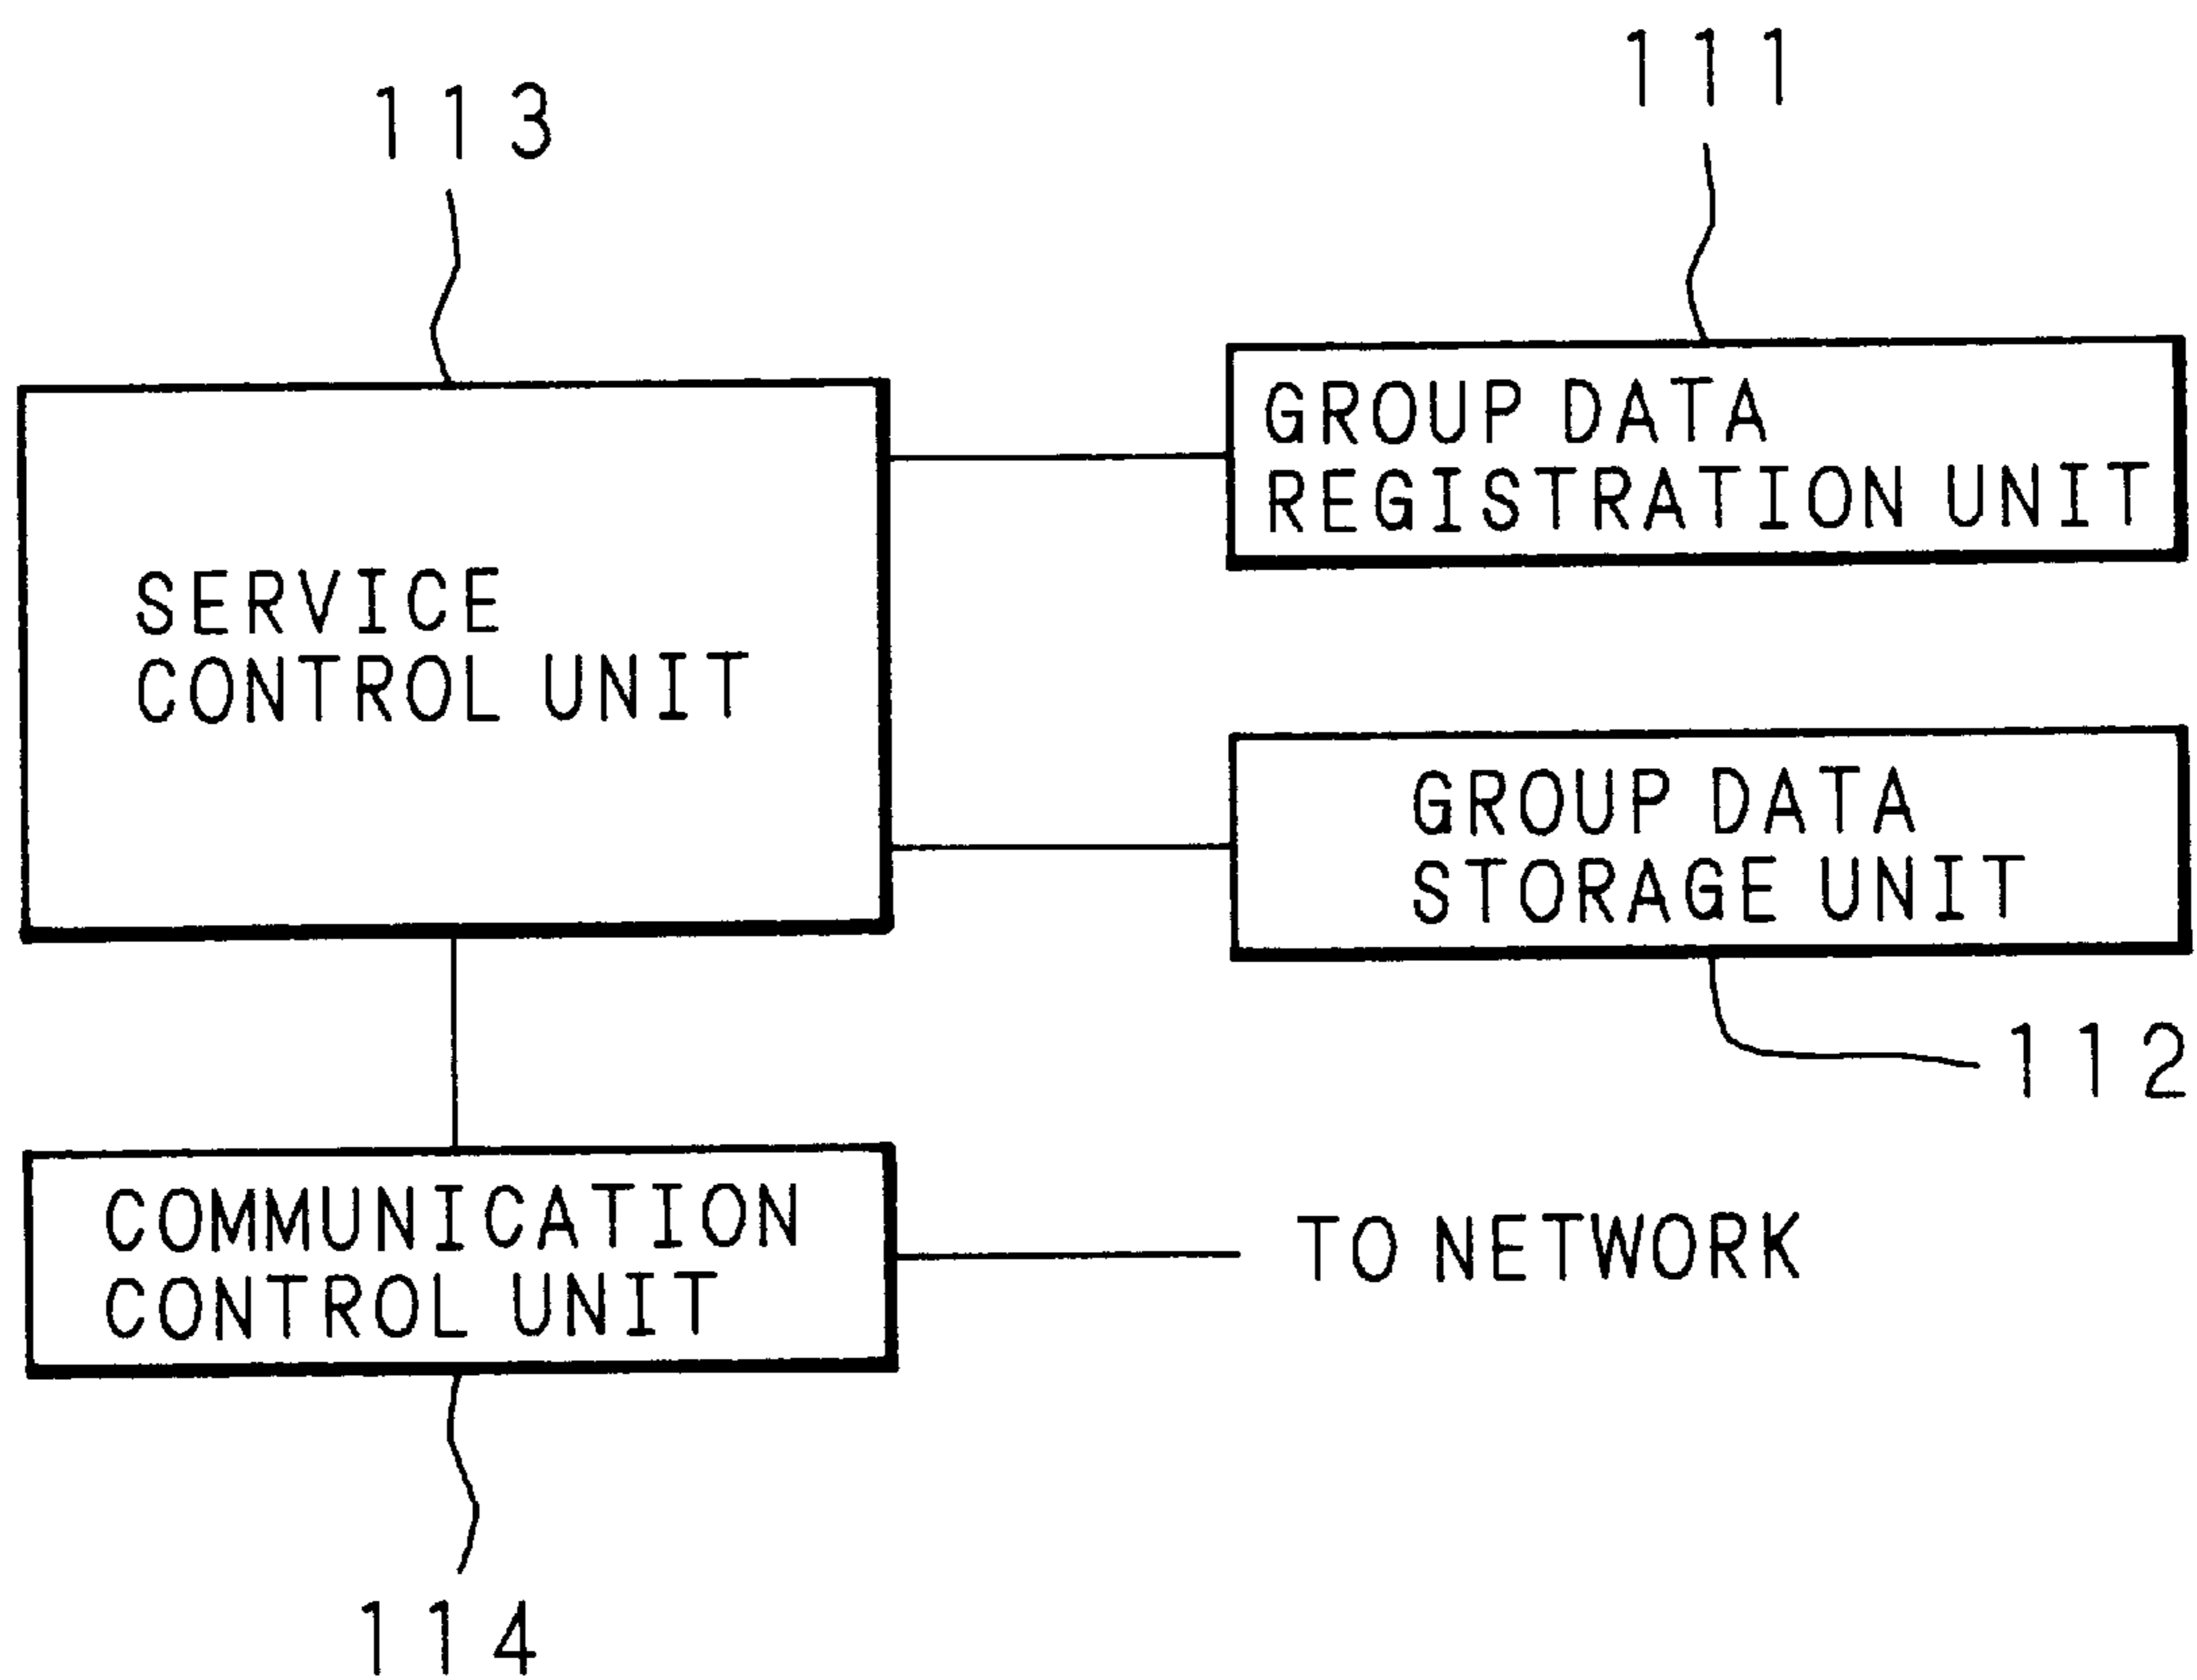 113
111
GROUP DATA
REGISTRATION UNIT
SERVICE
CONTROL UNIT
GROUP DATA
STORAGE UNIT
112
COMMUNICATION
CONTROL UNIT
TO NETWORK
114